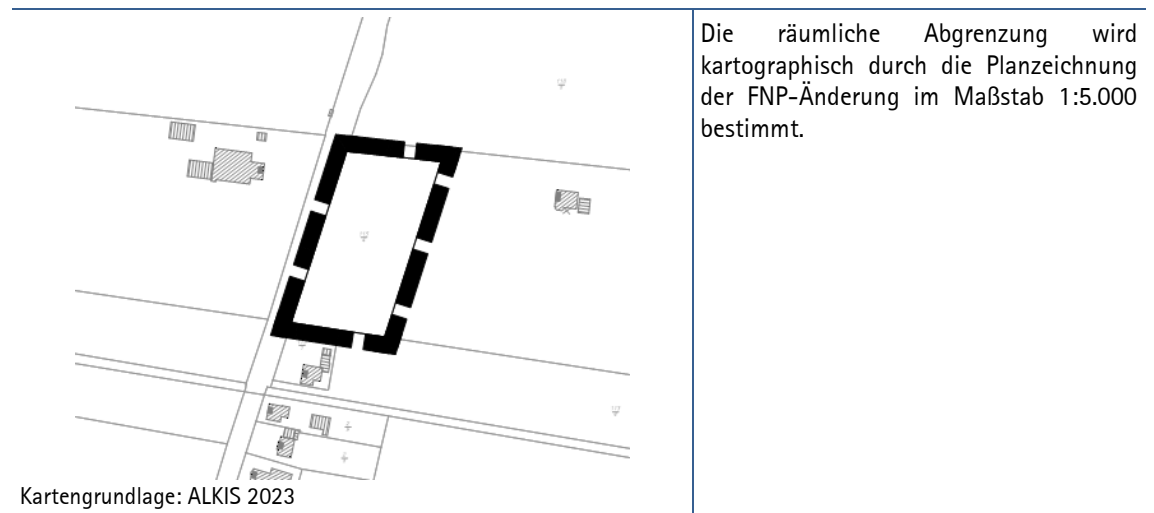 Die räumliche Abgrenzung wird
kartographisch durch die Planzeichnung
der FNP-Änderung im Maßstab 1:5.000
bestimmt.
Kartengrundlage: ALKIS 2023